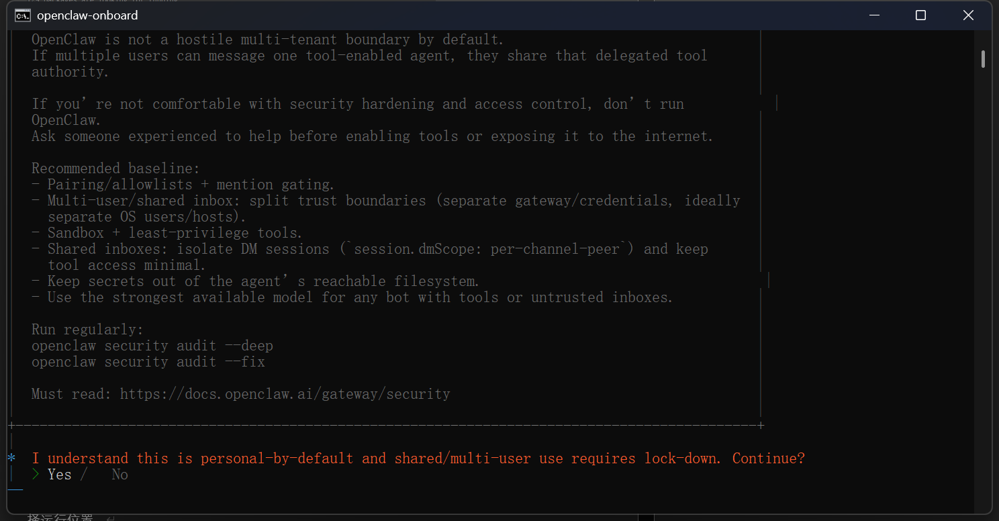 openclaw-onboard
OpenClaw is not a hostile multi-tenant boundary by default.
If multiple users can message one tool-enabled agent, they share that delegated tool
authority.
If you’re not comfortable with security hardening and access control, don’t run
OpenClaw.
Ask someone experienced to help before enabling tools or exposing it to the internet.
Recommended baseline:
- Pairing/allowlists + mention gating.
- Multi-user/shared inbox: split trust boundaries (separate gateway/credentials, ideally
separate OS users/hosts).
- Sandbox + least-privilege tools.
- Shared inboxes: isolate DM sessions (`session.dmScope: per-channel-peer`) and keep
tool access minimal.
- Keep secrets out of the agent’s reachable filesystem.
- Use the strongest available model for any bot with tools or untrusted inboxes.
Run regularly:
openclaw security audit --deep
openclaw security audit --fix
Must read: https://docs.openclaw.ai/gateway/security
* I understand this is personal-by-default and shared/multi-user use requires lock-down. Continue?
> Yes / No
择运行位置